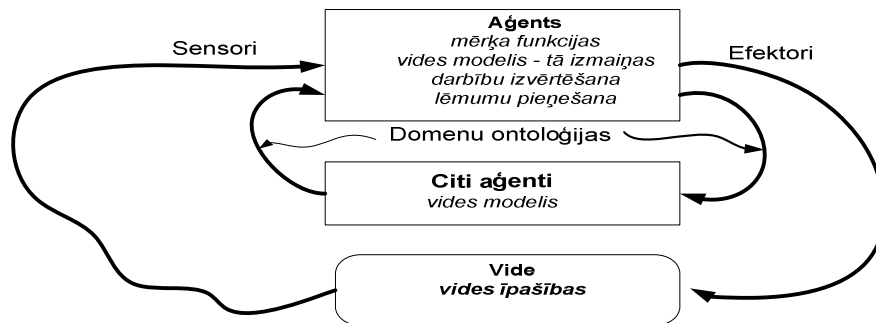 Aģents
mērķa funkcijas
vides modelis - tā izmaiņas
darbību izvērtēšana
lēmumu pieņešana
Sensori
Efektori
Domenu ontoloģijas
Citi aģenti
vides modelis
Vide
vides īpašības